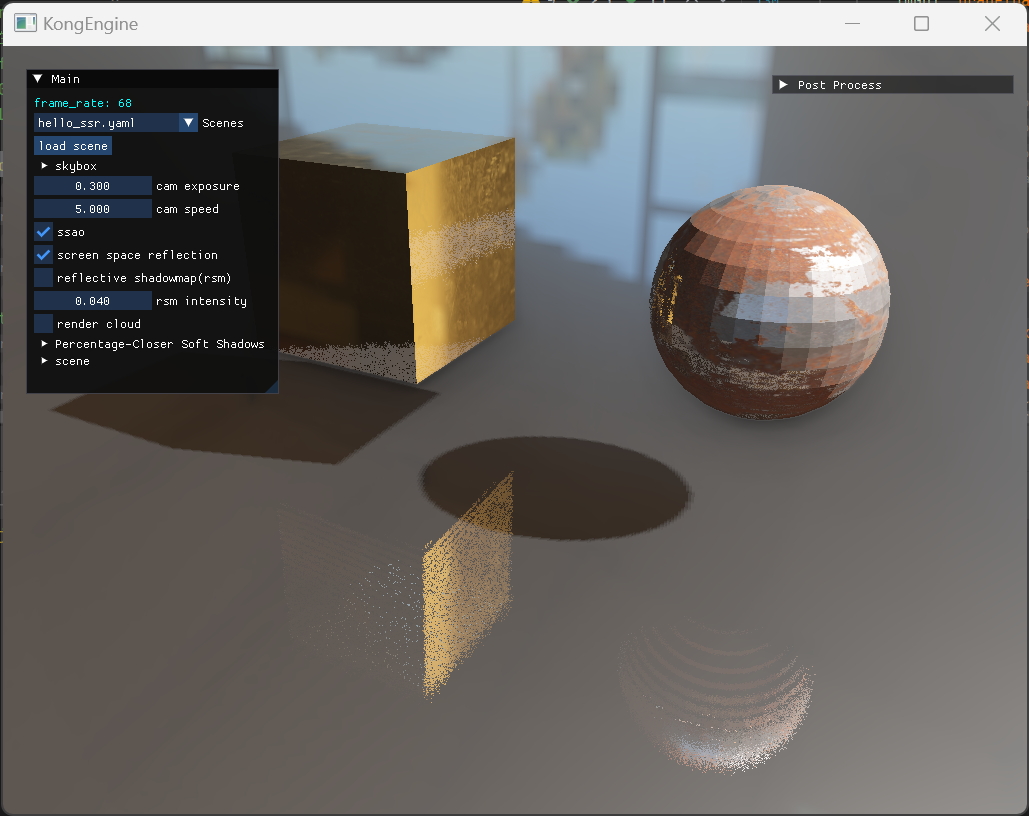 KongEngine
Main
Post Process
frame_rate: 68
hello_ssr.yaml Scenes
load scene
skybox
0.300 cam exposure
5.000 cam speed
ssao
screen space reflection
reflective shadowmap(rsm)
0.040 rsm intensity
render cloud
Percentage-Closer Soft Shadows
scene